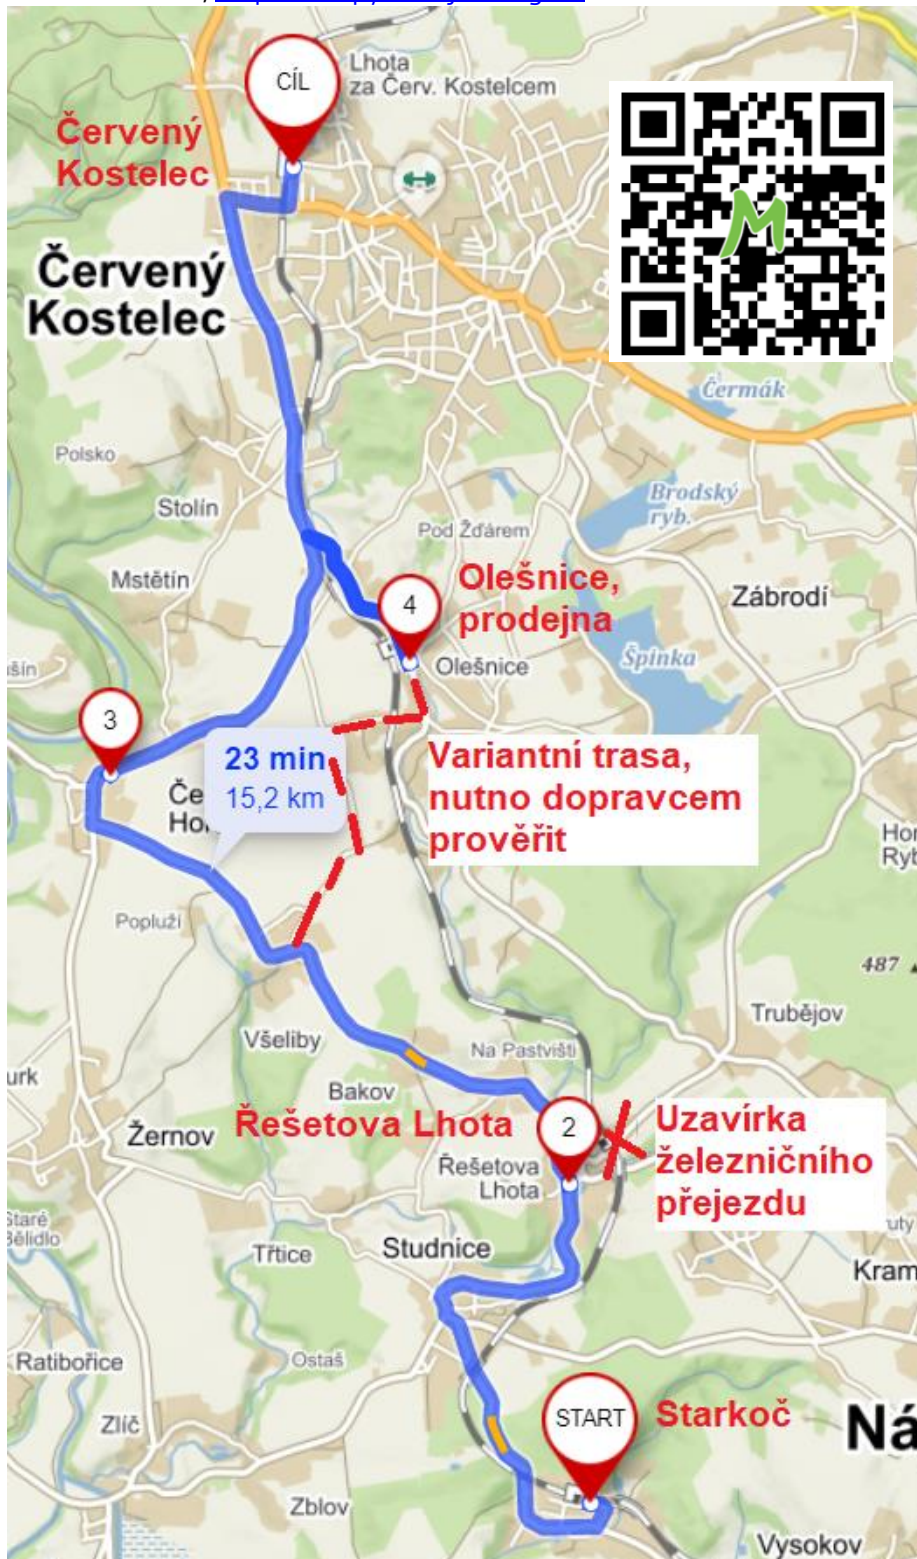 CÍL
Lhota
za Červ. Kostelcem
Červený
Kostelec
Červený
Kostelec
M
Čermák
Polsko
Stolín
Brodský
ryb.
Pod Žďárem
Mstětín
4
Olešnice,
prodejna
Zábrodí
Olešnice
Špinka
3
23 min
15,2 km
Variantní trasa,
nutno dopravcem
prověřit
Popluží
487
Trubějov
Všeliby
Na Pastvišti
Bakov
Žernov
Řešetova Lhota
2
Uzavírka
železničního
přejezdu
Řešetova
Lhota
Staré
Bělidlo
Třtice
Studnice
Kram
Ratibořice
Ostaš
Zlíč
START
Starkoč
Ná
Zblov
Vysokov